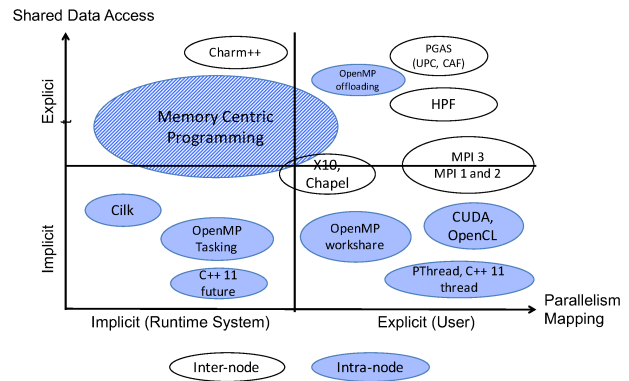 Shared Data Access
Charm++
PGAS
(UPC, CAF)
OpenMP
offloading
HPF
Explici
t
Memory Centric
Programming
X10,
Chapel
MPI 3
MPI 1 and 2
Implicit
Cilk
OpenMP
Tasking
OpenMP
workshare
CUDA,
OpenCL
C++ 11
future
PThread, C++ 11
thread
Parallelism
Mapping
Implicit (Runtime System)
Explicit (User)
Inter-node
Intra-node